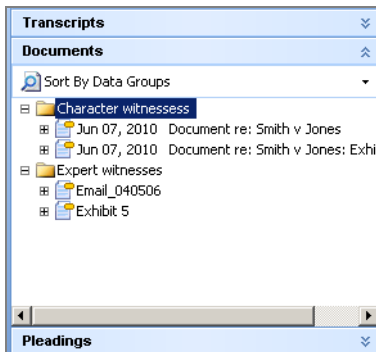 Transcripts
Documents
Sort By Data Groups
Character witnessess
Jun 07, 2010 Document re: Smith v Jones
Jun 07, 2010 Document re: Smith v Jones: Exhi
Expert witnesses
Email_040506
Exhibit 5
Pleadings